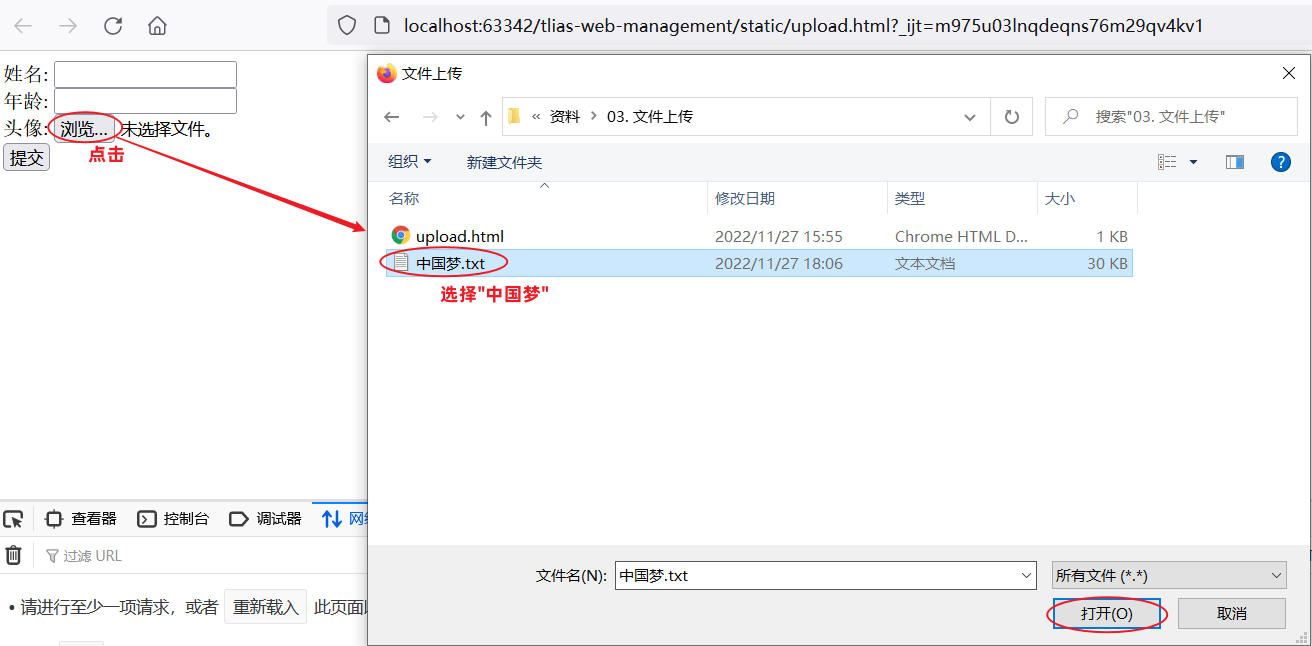 localhost:63342/tlias-web-management/static/upload.html?_ijt=m975u03lnqdeqns76m29qv4kv1
姓名:
年龄:
头像: 浏览... 未选择文件。
提交
点击
文件上传
« 资料 › 03. 文件上传
搜索"03. 文件上传"
组织 新建文件夹
名称 修改日期 类型 大小
upload.html 2022/11/27 15:55 Chrome HTML D... 1 KB
中国梦.txt 2022/11/27 18:06 文本文档 30 KB
选择"中国梦"
文件名(N): 中国梦.txt 所有文件 (*.*)
打开(O) 取消
查看器 控制台 调试器 网
过滤 URL
• 请进行至少一项请求，或者 重新载入 此页面